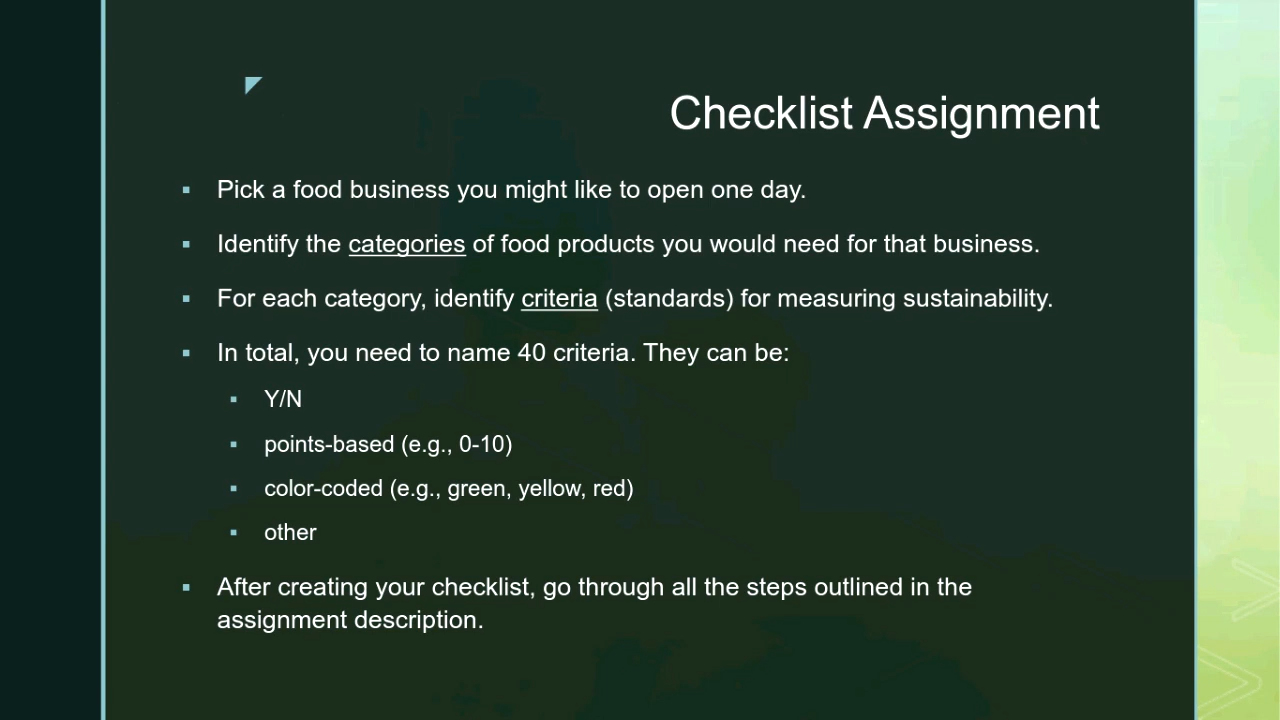 Checklist Assignment
▪ Pick a food business you might like to open one day.
▪ Identify the categories of food products you would need for that business.
▪ For each category, identify criteria (standards) for measuring sustainability.
▪ In total, you need to name 40 criteria. They can be:
▪ Y/N
▪ points-based (e.g., 0-10)
▪ color-coded (e.g., green, yellow, red)
▪ other
▪ After creating your checklist, go through all the steps outlined in the
assignment description.